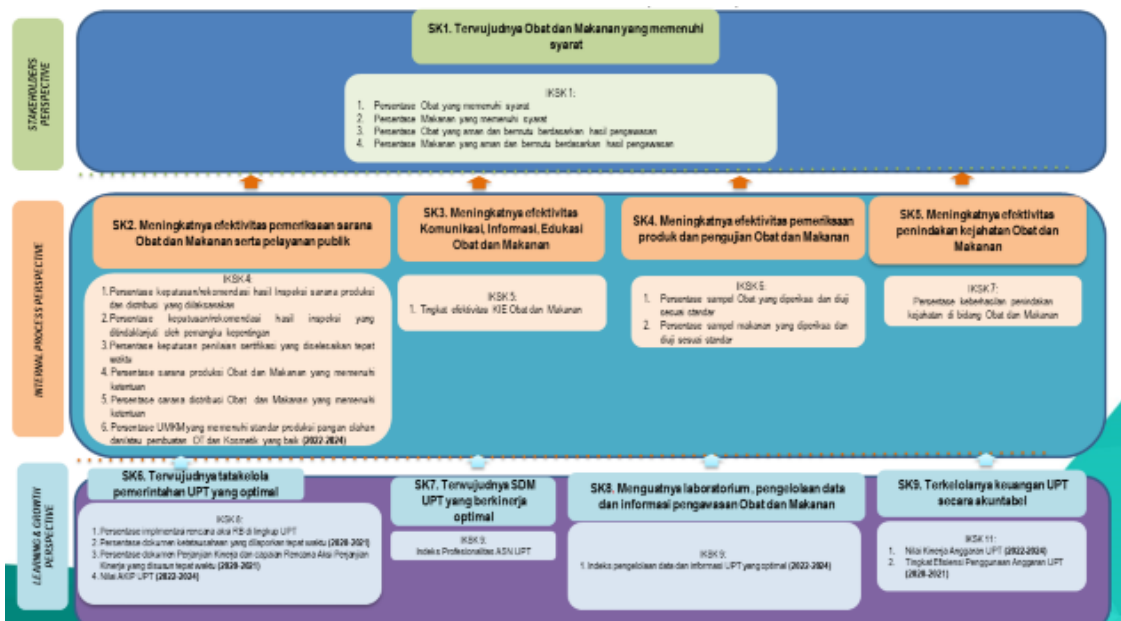 STAKEHOLDERS
PERSPECTIVE
SK1. Terwujudnya Obat dan Makanan yang memenuhi
syarat
IKSK 1:
1. Persentase Obat yang memenuhi syarat
2. Persentase Makanan yang memenuhi syarat
3. Persentase Obat yang aman dan bermutu berdasarkan hasil pengawasan
4. Persentase Makanan yang aman dan bermutu berdasarkan hasil pengawasan
INTERNAL PROCESS PERSPECTIVE
SK2. Meningkatnya efektivitas pemeriksaan sarana
Obat dan Makanan serta pelayanan publik
IKSK 4:
1. Persentase keputusan/rekomendasi hasil Inspeksi sarana produksi
dan distribusi yang dilaksanakan
2. Persentase keputusan/rekomendasi hasil inspeksi yang
ditindaklanjuti oleh pemangku kepentingan
3. Persentase keputusan penilaian sertifikasi yang diselesaikan tepat
waktu
4. Persentase sarana produksi Obat dan Makanan yang memenuhi
ketentuan
5. Persentase sarana distribusi Obat dan Makanan yang memenuhi
ketentuan
6. Persentase UMKM yang memenuhi standar produksi pangan olahan
dan/atau pembuatan OT dan Kosmetik yang baik (2022-2024)
SK3. Meningkatnya efektivitas
Komunikasi, Informasi, Edukasi
Obat dan Makanan
IKSK 5:
1. Tingkat efektivitas KIE Obat dan Makanan
SK4. Meningkatnya efektivitas pemeriksaan
produk dan pengujian Obat dan Makanan
IKSK 6:
1. Persentase sampel Obat yang diperiksa dan diuji
sesuai standar
2. Persentase sampel makanan yang diperiksa dan
diuji sesuai standar
SK5. Meningkatnya efektivitas
penindakan kejahatan Obat dan
Makanan
IKSK 7:
Persentase keberhasilan penindakan
kejahatan di bidang Obat dan Makanan
LEARNING & GROWTH
PERSPECTIVE
SK6. Terwujudnya tatakelola
pemerintahan UPT yang optimal
IKSK 8:
1. Persentase implmentasi rencana aksi RB di lingkup UPT
2. Persentase dokumen ketatausahaan yang dilaporkan tepat waktu (2020-2021)
3. Persentase dokumen Perjanjian Kinerja dan capaian Rencana Aksi Perjanjian
Kinerja yang disusun tepat waktu (2020-2021)
4. Nilai AKIP UPT (2022-2024)
SK7. Terwujudnya SDM
UPT yang berkinerja
optimal
IKSK 9:
Indeks Profesionalitas ASN UPT
SK8. Menguatnya laboratorium, pengelolaan data
dan informasi pengawasan Obat dan Makanan
IKSK 9:
1. Indeks pengelolaan data dan informasi UPT yang optimal (2022-2024)
SK9. Terkelolanya keuangan UPT
secara akuntabel
IKSK 11:
1. Nilai Kinerja Anggaran UPT (2022-2024)
2. Tingkat Efisiensi Penggunaan Anggaran UPT
(2020-2021)